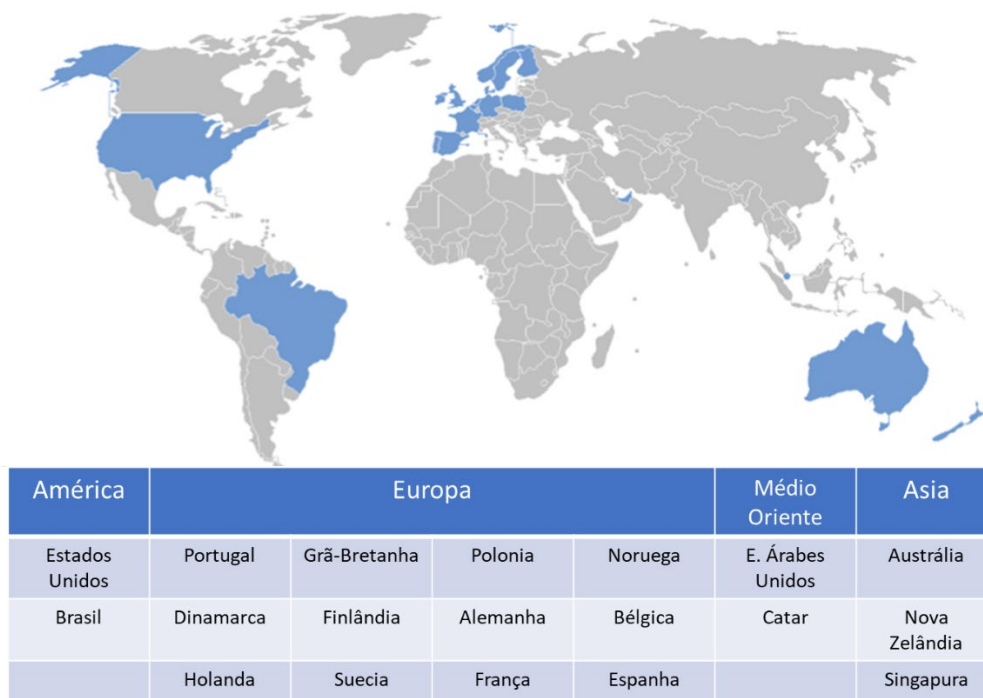 América Europa Médio Oriente Asia
Estados Unidos Portugal Grã-Bretanha Polonia Noruega E. Árabes Unidos Austrália
Brasil Dinamarca Finlândia Alemanha Bélgica Catar Nova Zelândia
Holanda Suecia França Espanha Singapura